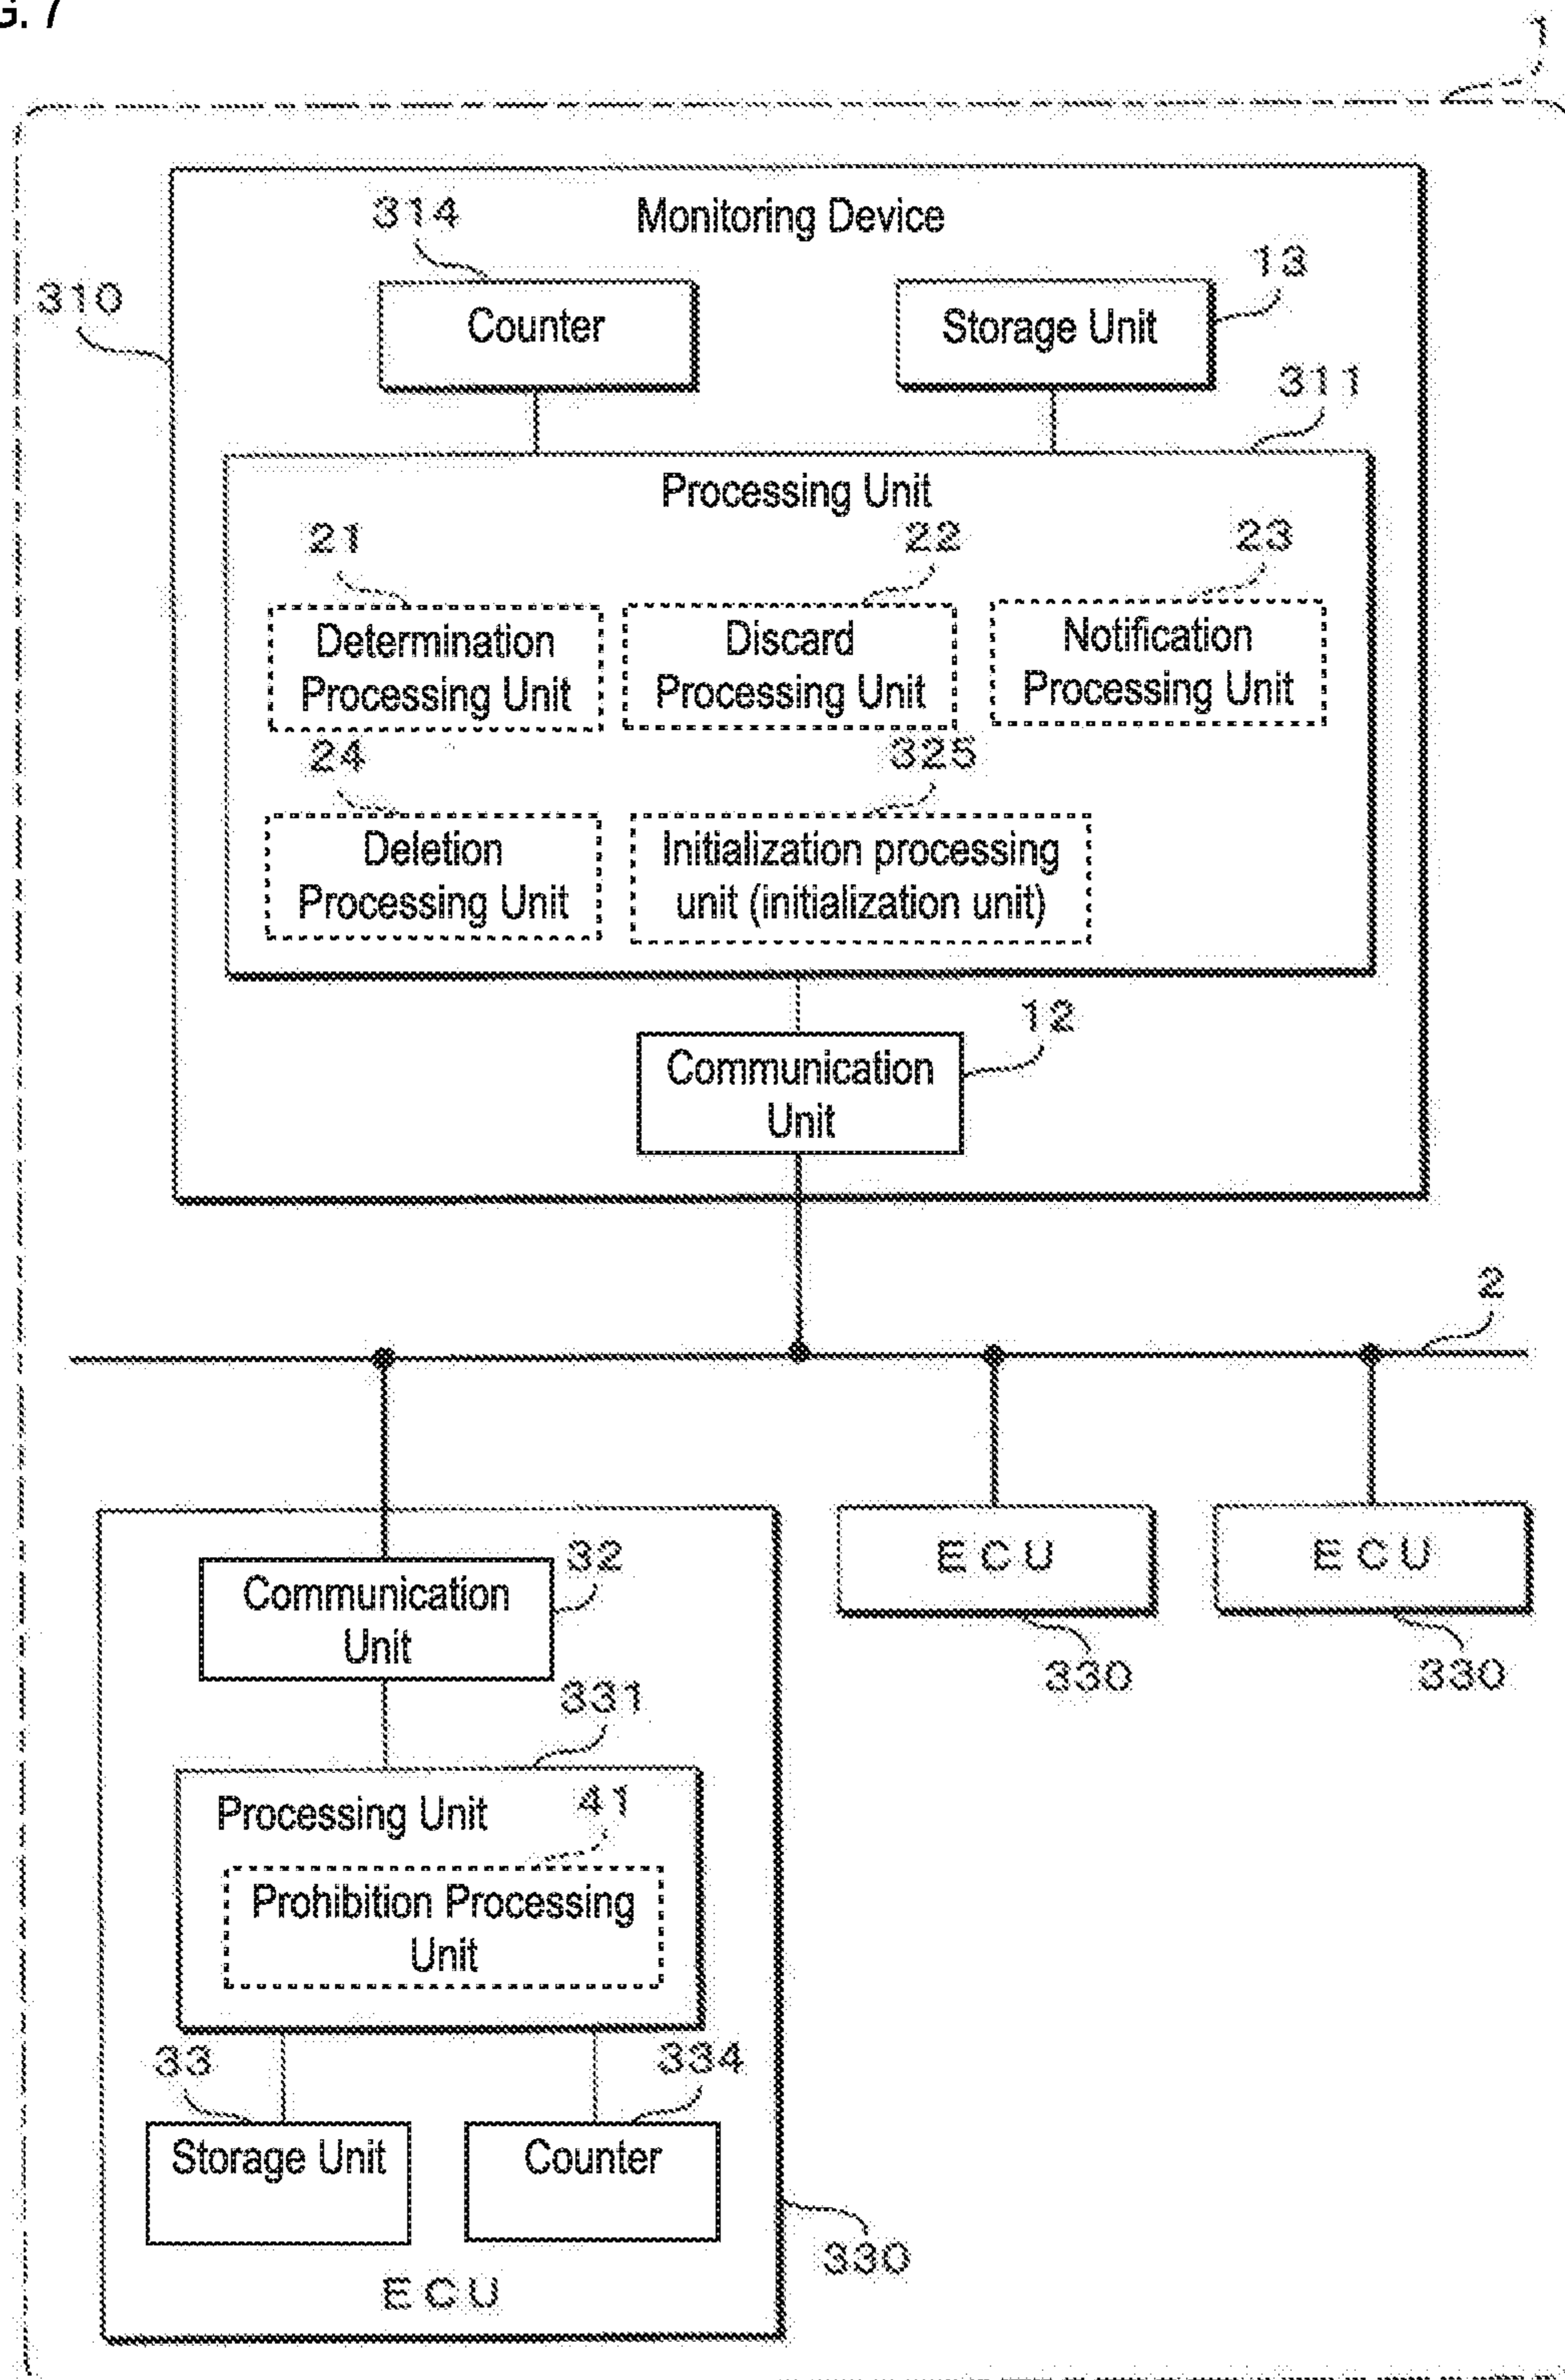 G. 7
1
Monitoring Device
314
13
310
Counter
Storage Unit
311
Processing Unit
21
22
23
Determination
Processing Unit
Discard
Processing Unit
Notification
Processing Unit
24
325
Deletion
Processing Unit
Initialization processing
unit (initialization unit)
12
Communication
Unit
2
32
Communication
Unit
ECU
ECU
330
330
331
Processing Unit
41
Prohibition Processing
Unit
33
334
Storage Unit
Counter
330
ECU